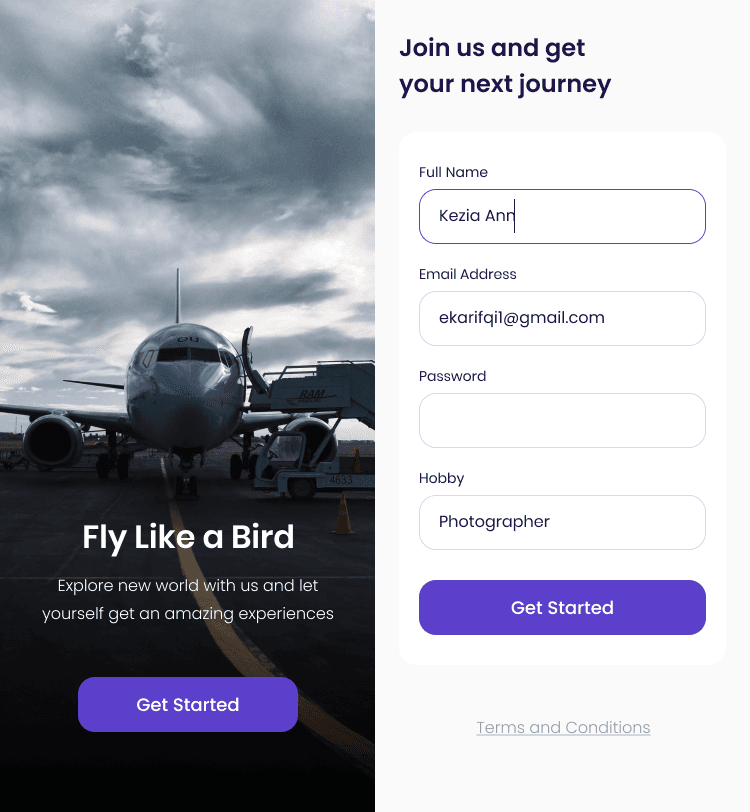 Fly Like a Bird
Explore new world with us and let
yourself get an amazing experiences
Get Started
RAM
4633
Join us and get
your next journey
Full Name
Kezia Ann
Email Address
ekarifqi1@gmail.com
Password
Hobby
Photographer
Get Started
Terms and Conditions